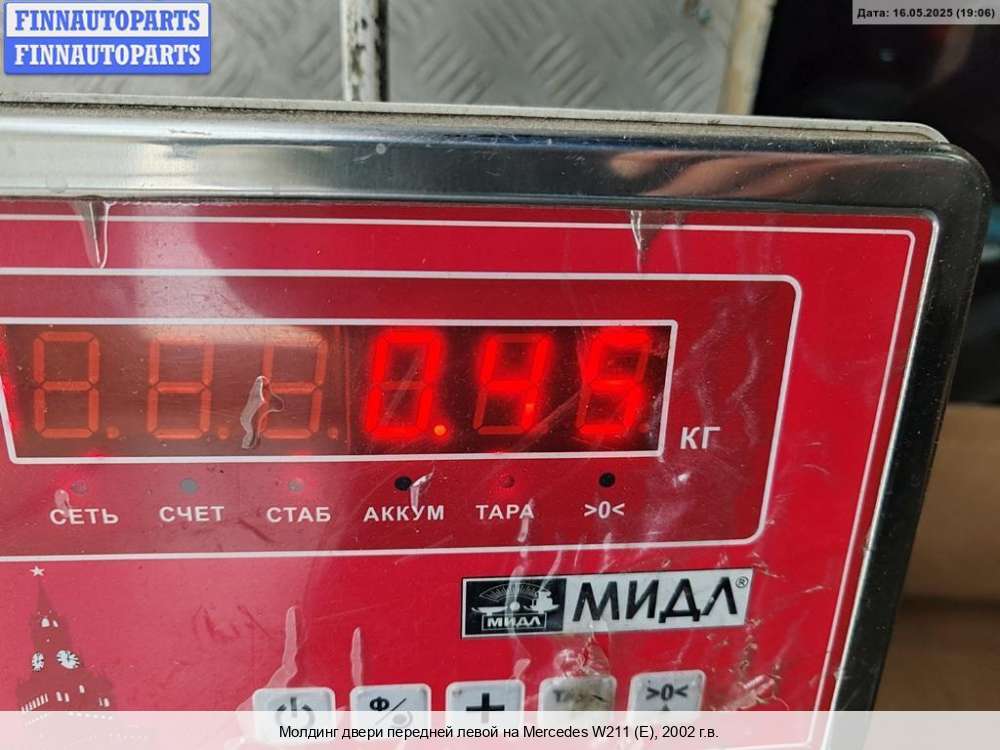 FINNAUTOPARTS
FINNAUTOPARTS
Дата: 16.05.2025 (19:06)
0.45
КГ
СЕТЬ СЧЕТ СТАБ АККУМ ТАРА >0<
МИДЛ МИДЛ®
Ф + >0<
Молдинг двери передней левой на Mercedes W211 (E), 2002 г.в.